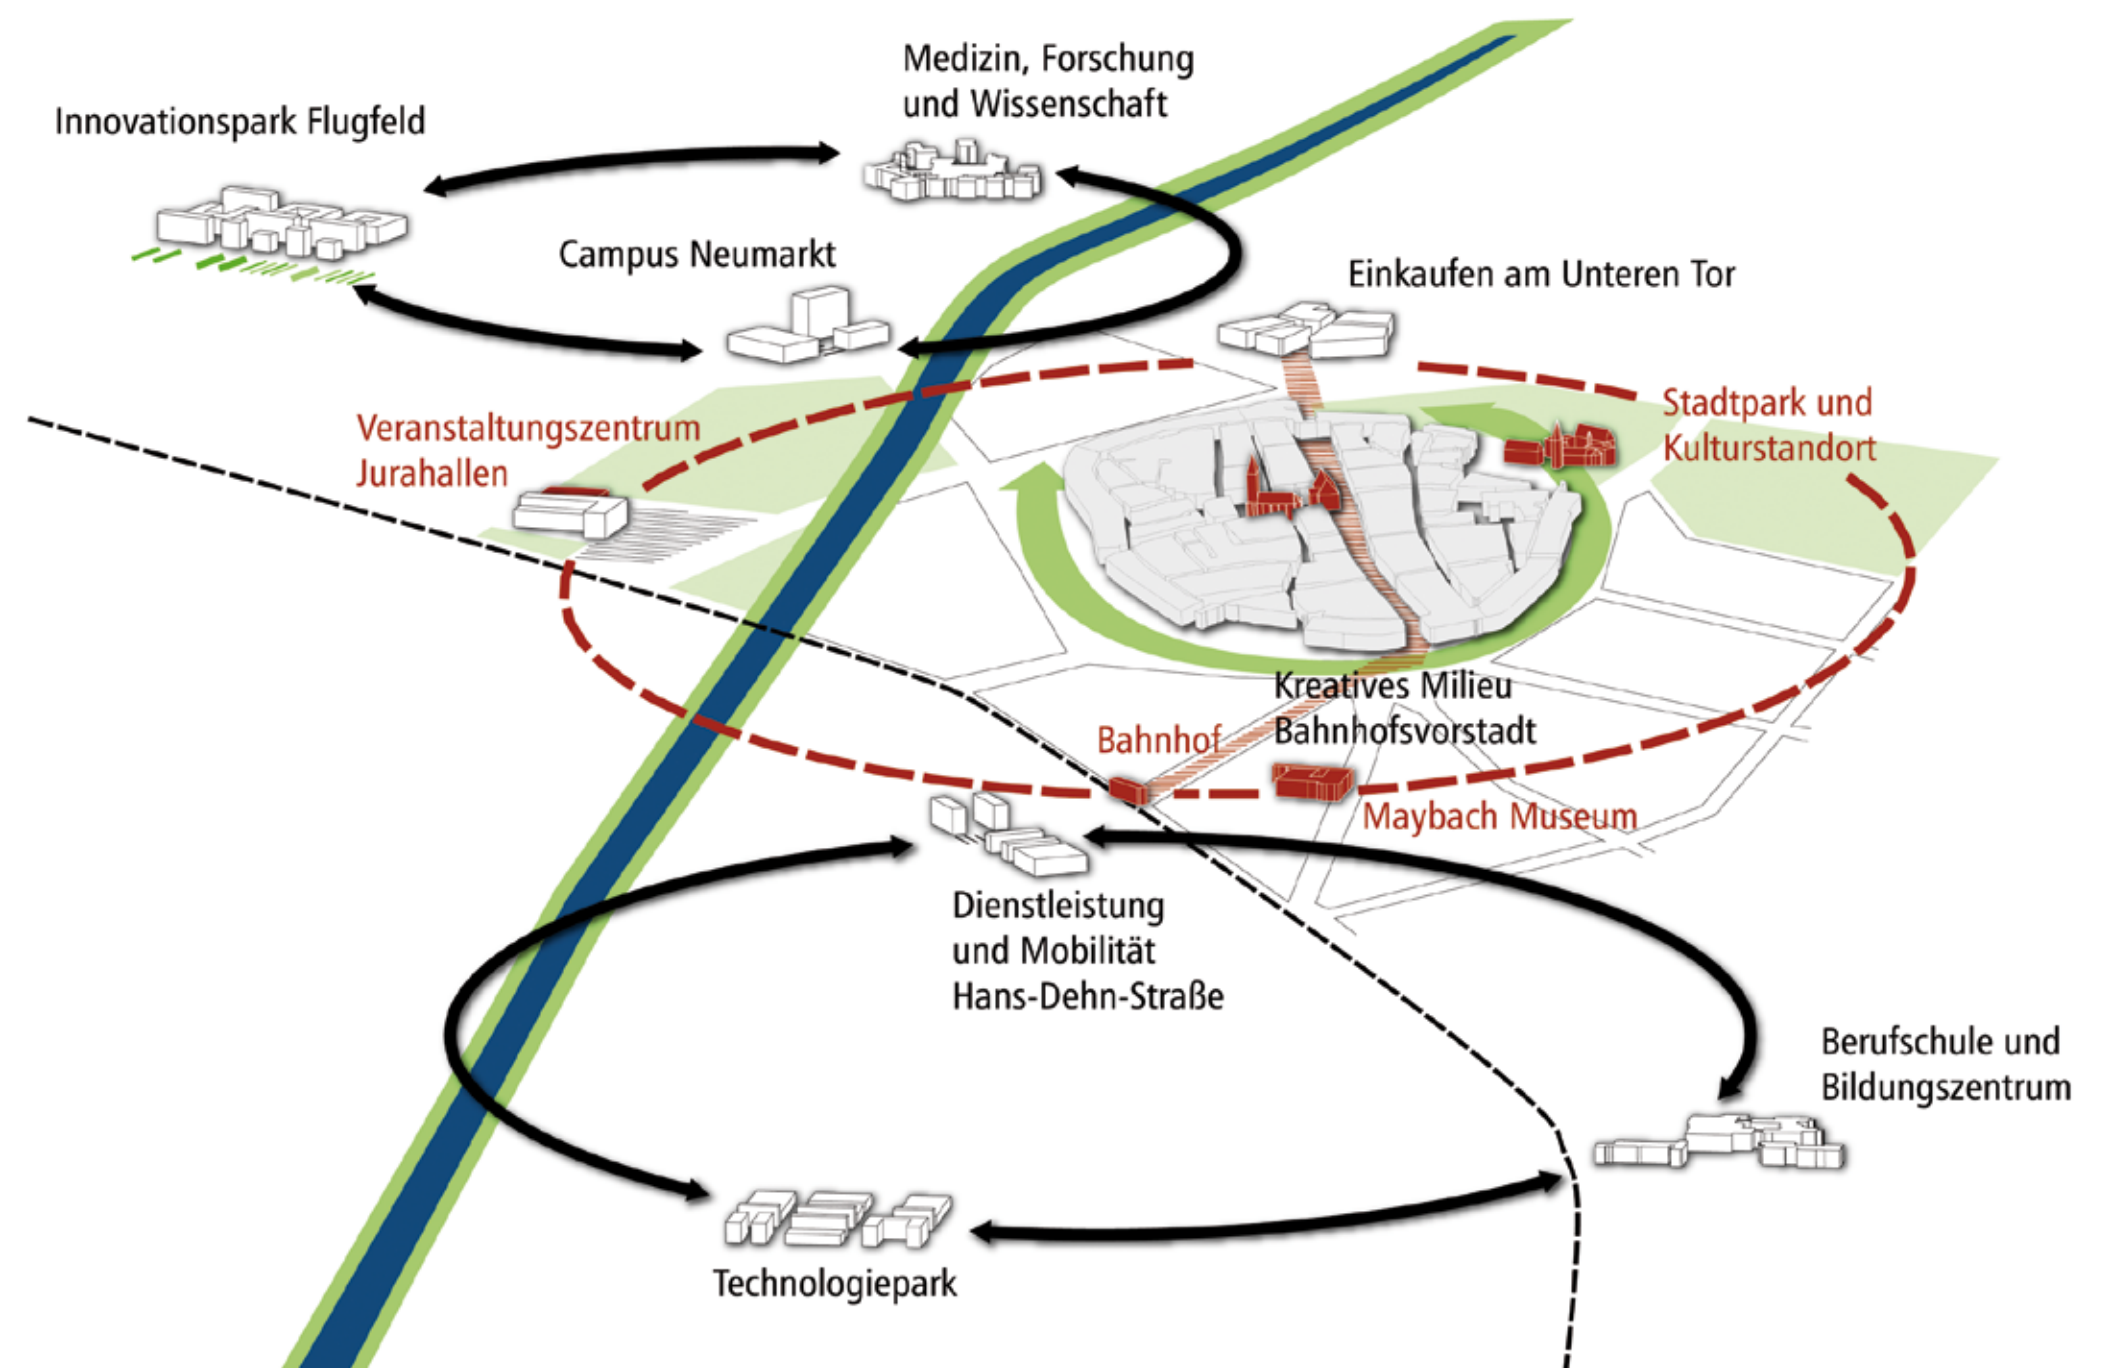 Medizin, Forschung
und Wissenschaft
Innovationspark Flugfeld
Campus Neumarkt
Einkaufen am Unteren Tor
Veranstaltungszentrum
Jurahallen
Stadtpark und
Kulturstandort
Kreatives Milieu
Bahnhofsvorstadt
Bahnhof
Maybach Museum
Dienstleistung
und Mobilität
Hans-Dehn-Straße
Berufschule und
Bildungszentrum
Technologiepark